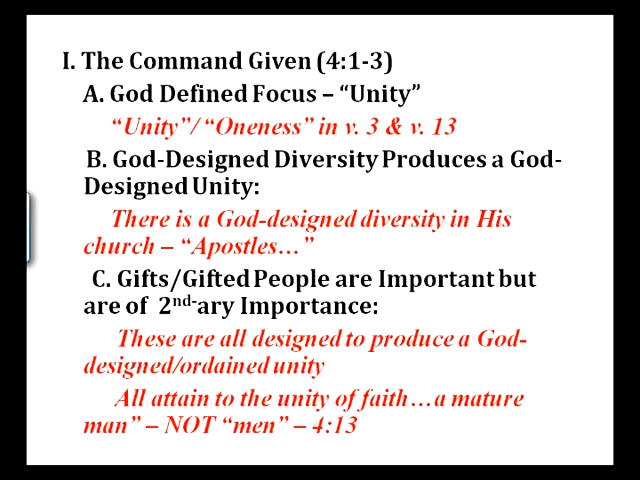 I. The Command Given (4:1-3)
A. God Defined Focus – “Unity”
“Unity”/ “Oneness” in v. 3 & v. 13
B. God-Designed Diversity Produces a God-
Designed Unity:
There is a God-designed diversity in His
church – “Apostles…”
C. Gifts/Gifted People are Important but
are of 2nd-ary Importance:
These are all designed to produce a God-
designed/ordained unity
All attain to the unity of faith…a mature
man” – NOT “men” – 4:13